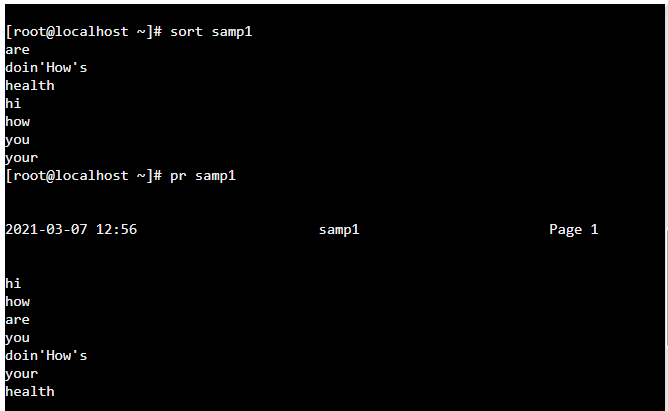 [root@localhost ~]# sort samp1
are
doin'How's
health
hi
how
you
your
[root@localhost ~]# pr samp1
2021-03-07 12:56 samp1 Page 1
hi
how
are
you
doin'How's
your
health